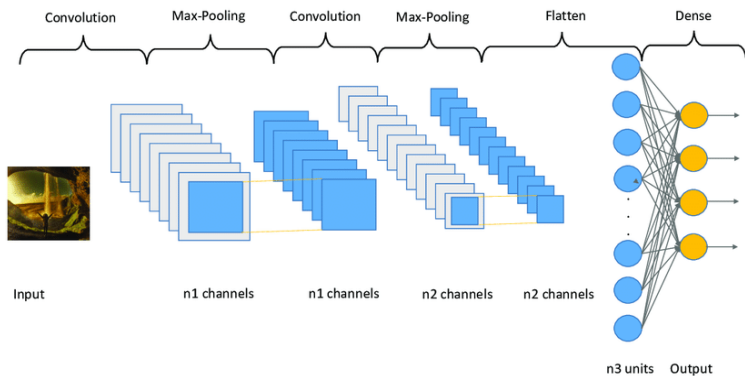 Convolution
Max-Pooling
Convolution
Max-Pooling
Flatten
Dense
Input
n1 channels
n1 channels
n2 channels
n2 channels
n3 units
Output